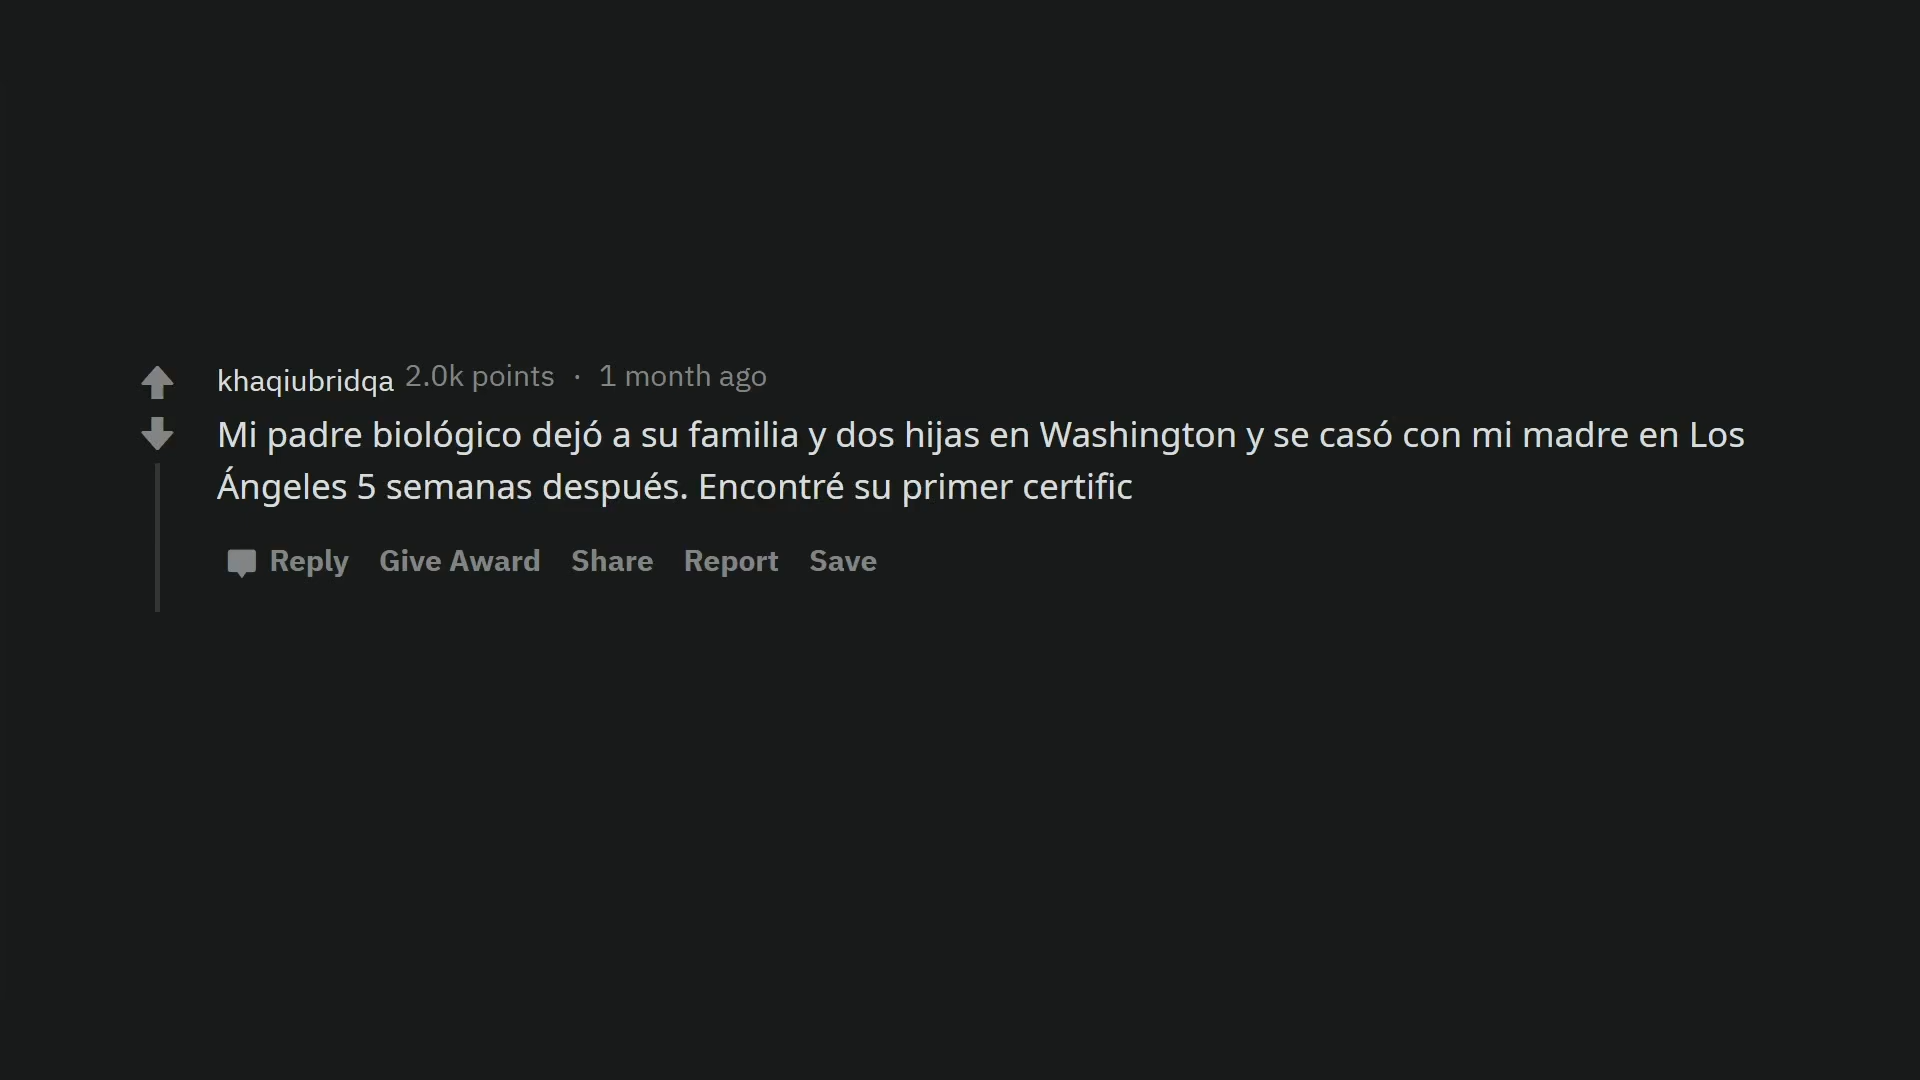 khaqiubridqa 2.0k points · 1 month ago
Mi padre biológico dejó a su familia y dos hijas en Washington y se casó con mi madre en Los
Ángeles 5 semanas después. Encontré su primer certific
Reply Give Award Share Report Save